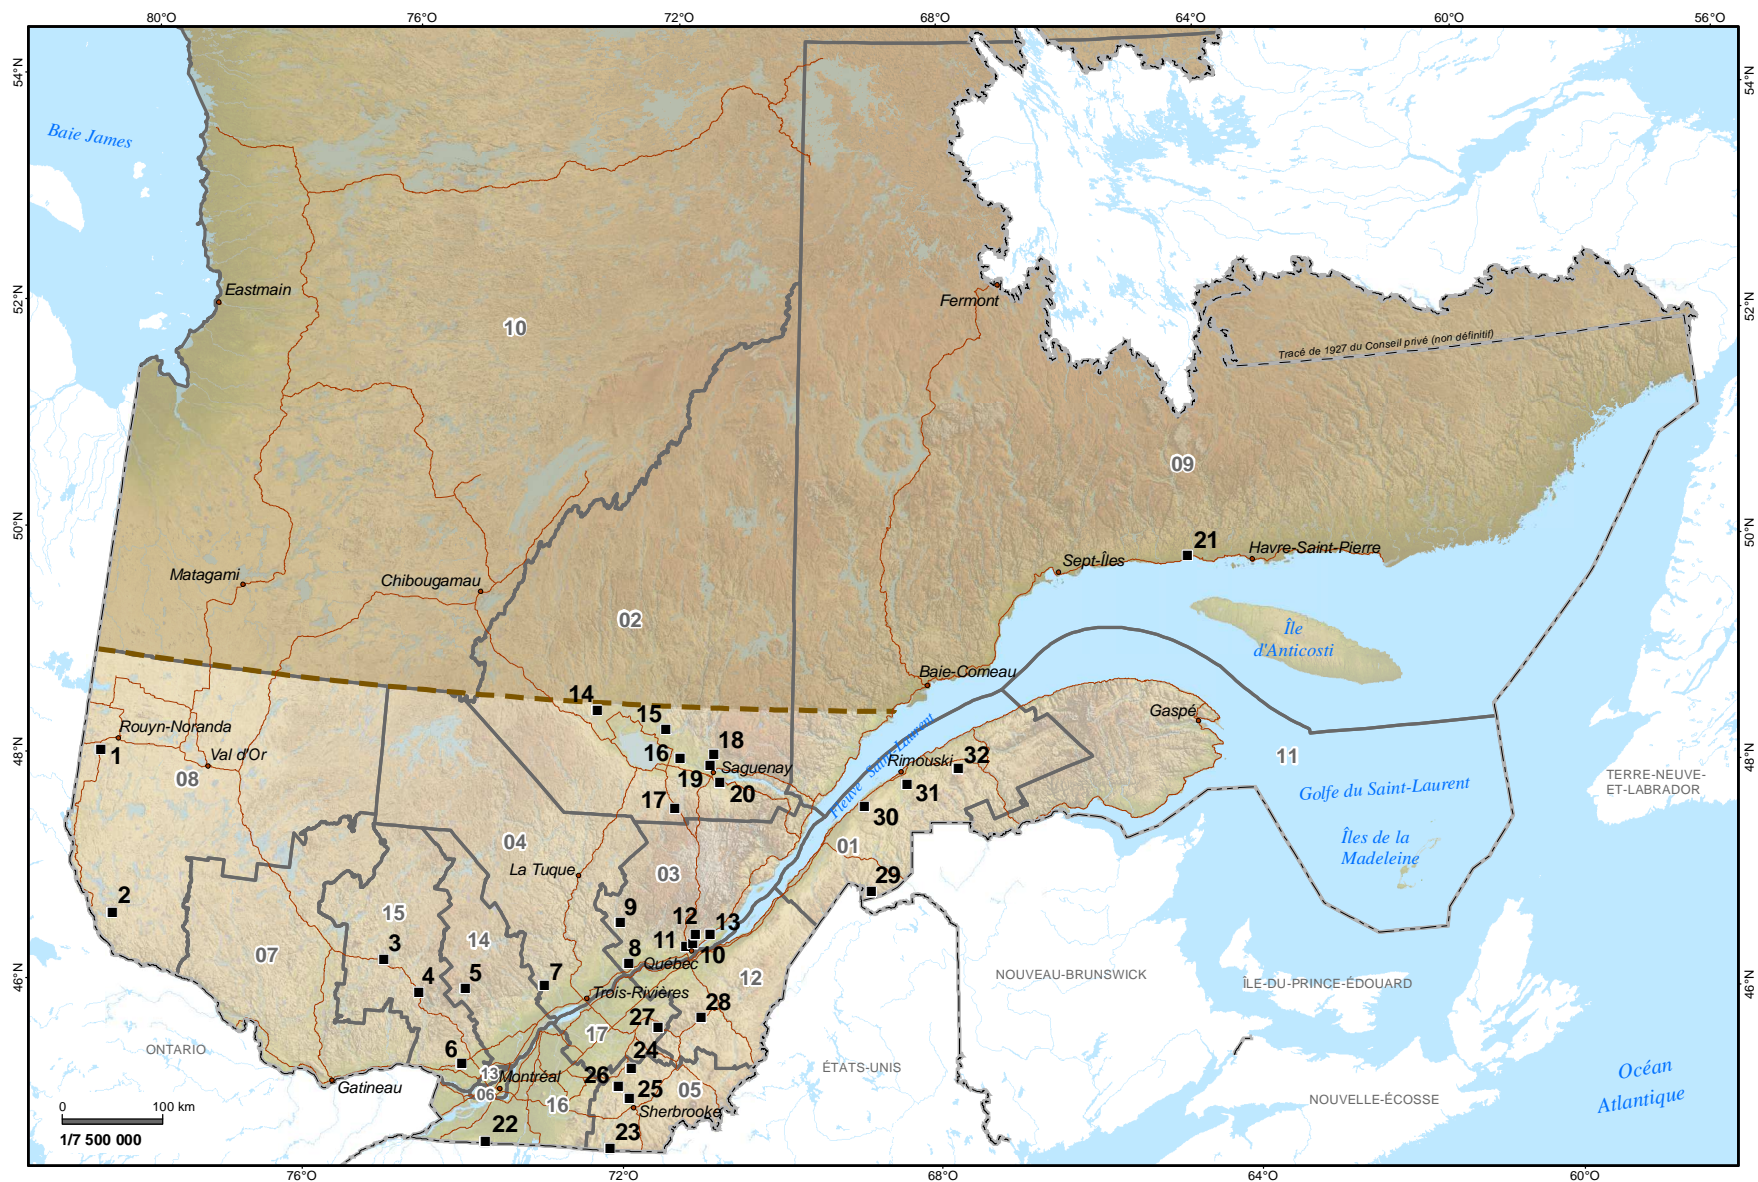 80°O 76°O 72°O 68°O 64°O 60°O 56°O
54°N 54°N
Baie James
Eastmain
52°N 52°N
Fermont
10
Tracé de 1927 du Conseil privé (non définitif)
09
50°N 50°N
21
Havre-Saint-Pierre
Sept-Îles
Matagami
Chibougamau
02
Île
d'Anticosti
Baie-Comeau
14
Gaspé
15
Rouyn-Noranda
Fleuve Saint-Laurent
18
48°N 48°N
1
Val d'Or
16
Saguenay
Rimouski
32
11
08
19
20
31
TERRE-NEUVE-
ET-LABRADOR
Golfe du Saint-Laurent
17
30
04
01
Îles de la
Madeleine
La Tuque
03
29
2
15
9
12
13
14
3
11
10
07
8
Québec
46°N 46°N
4
5
7
12
NOUVEAU-BRUNSWICK
ÎLE-DU-PRINCE-ÉDOUARD
Trois-Rivières
28
27
17
ONTARIO
6
24
13
Montréal
26
ÉTATS-UNIS
Océan
Atlantique
Gatineau
06
25
05
16
NOUVELLE-ÉCOSSE
0 100 km
Sherbrooke
1/7 500 000
22
23
76°O 72°O 68°O 64°O 60°O